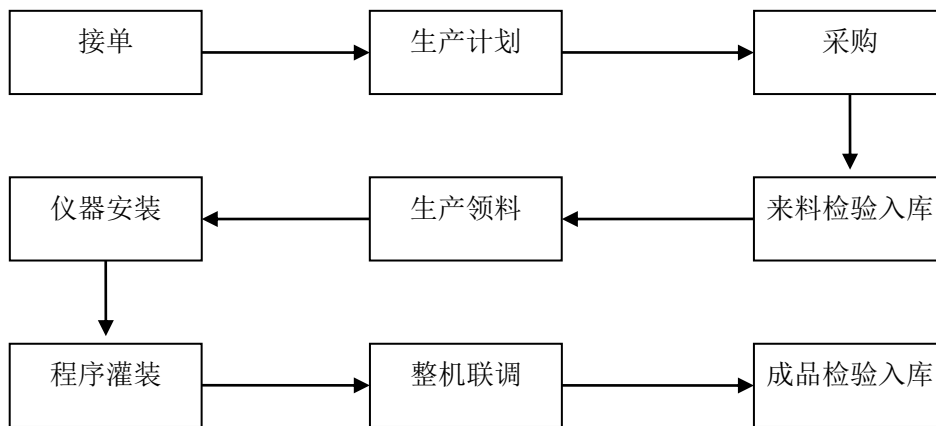 接单
生产计划
采购
仪器安装
生产领料
来料检验入库
程序灌装
整机联调
成品检验入库